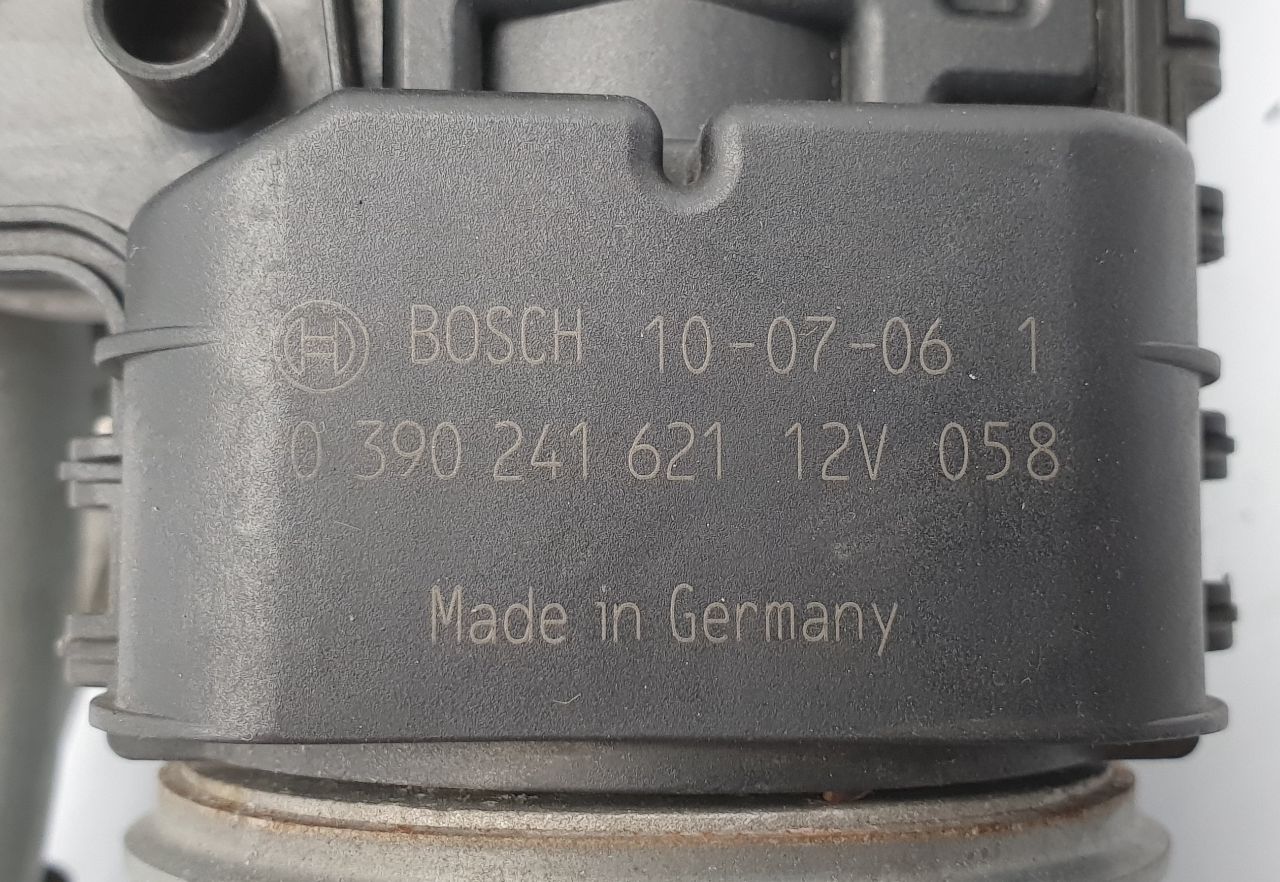 BOSCH 10-07-06 1
0 390 241 621 12V 058
Made in Germany